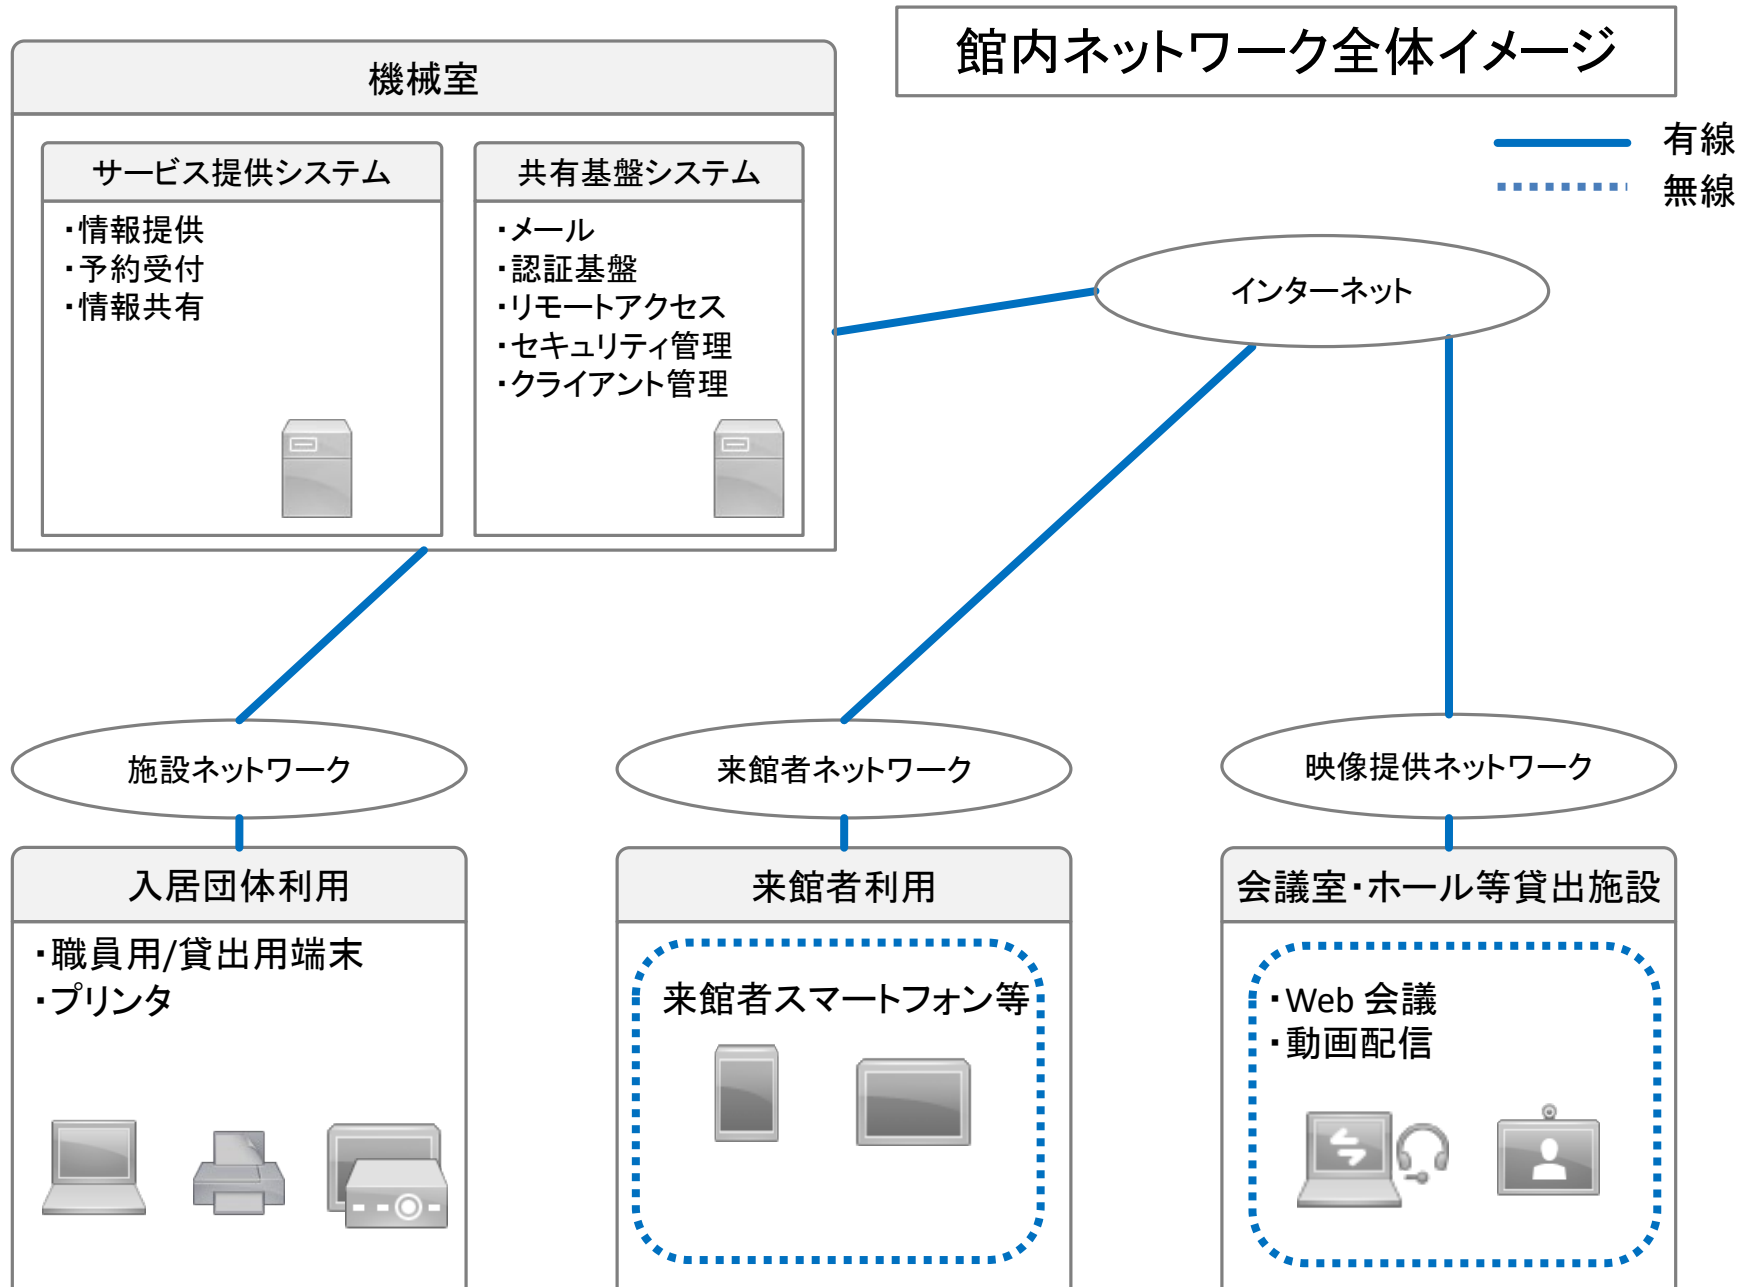 館内ネットワーク全体イメージ
有線
無線
機械室
サービス提供システム
・情報提供
・予約受付
・情報共有
共有基盤システム
・メール
・認証基盤
・リモートアクセス
・セキュリティ管理
・クライアント管理
インターネット
施設ネットワーク
来館者ネットワーク
映像提供ネットワーク
入居団体利用
・職員用/貸出用端末
・プリンタ
来館者利用
来館者スマートフォン等
会議室・ホール等貸出施設
・Web 会議
・動画配信